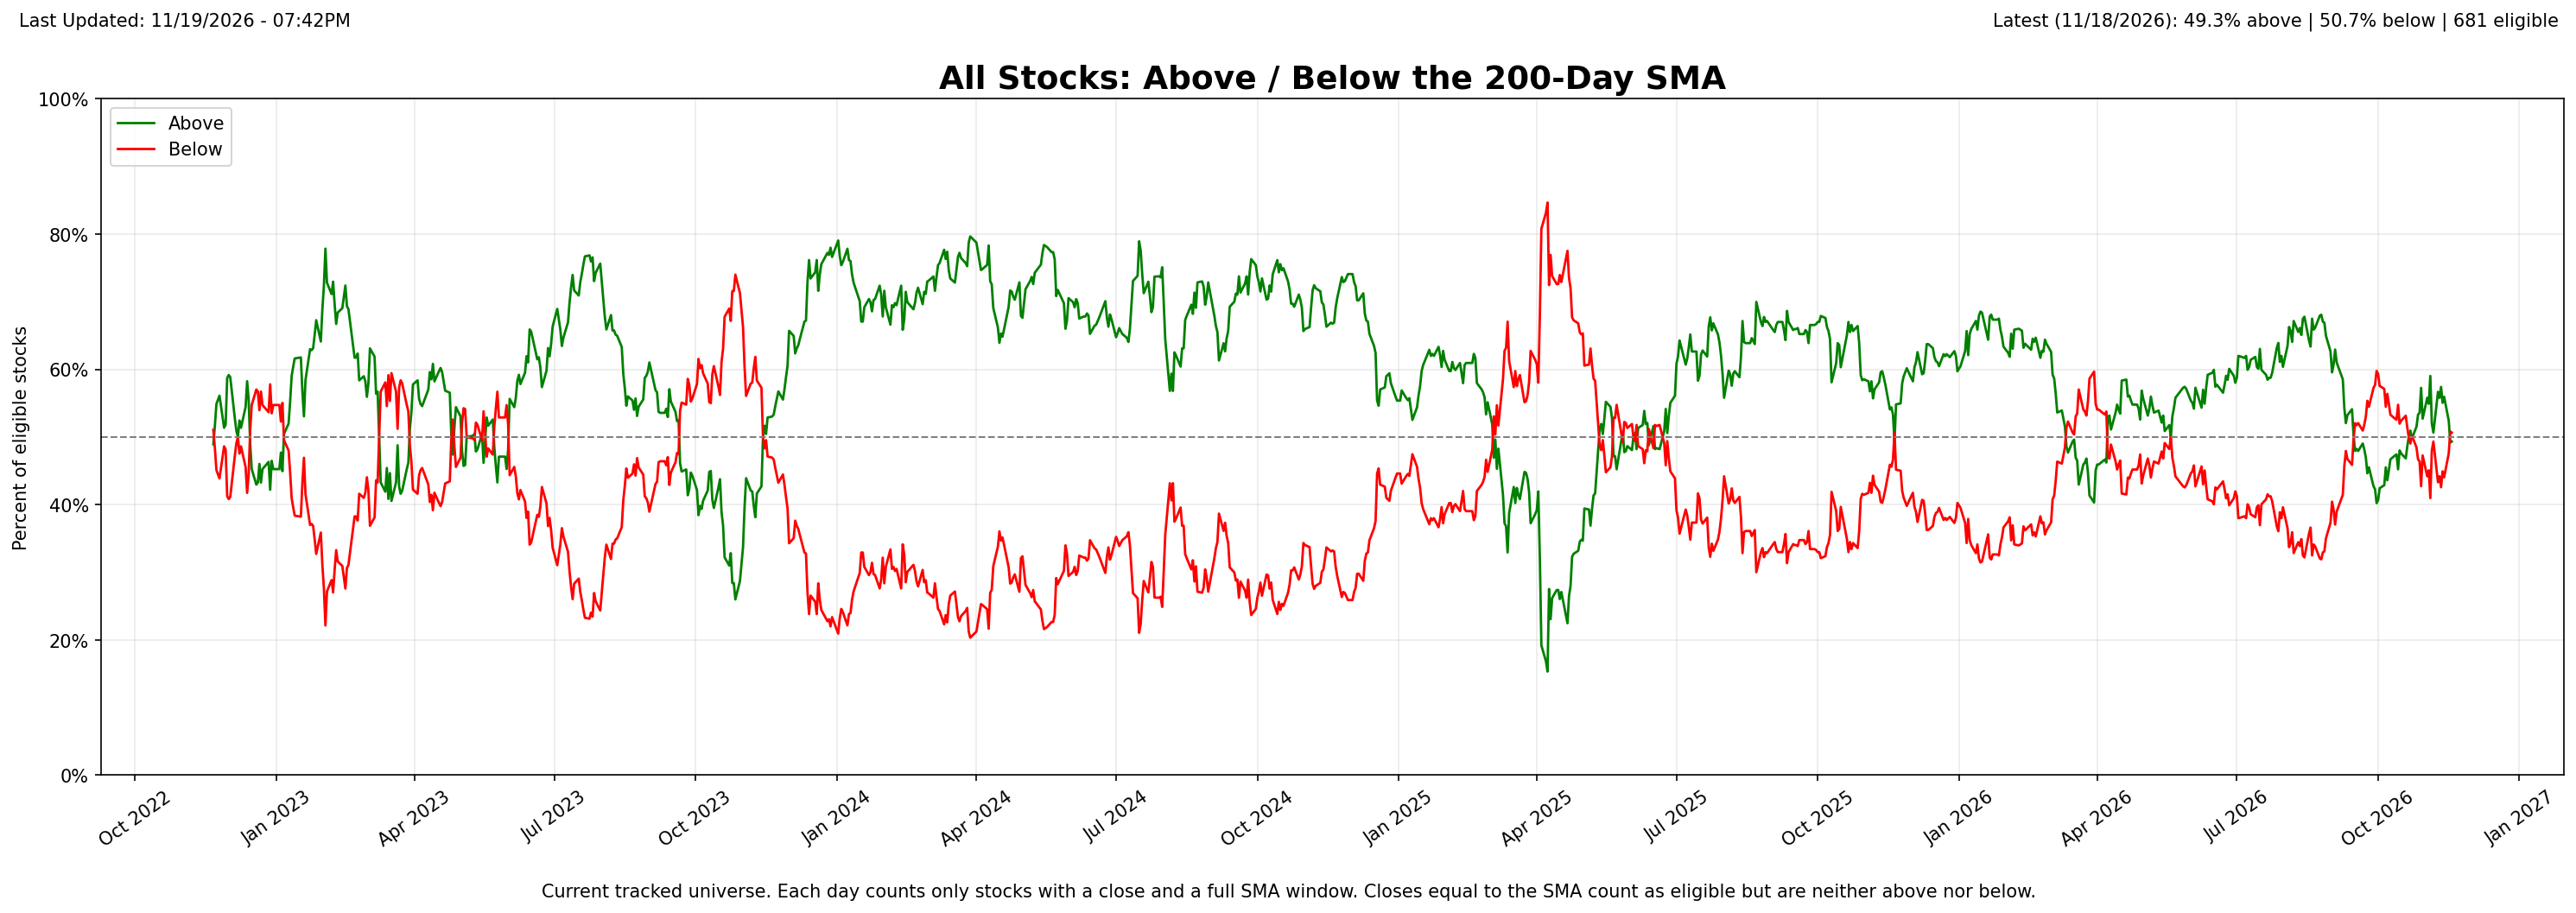 Last Updated: 11/19/2026 - 07:42PM
Latest (11/18/2026): 49.3% above | 50.7% below | 681 eligible
All Stocks: Above / Below the 200-Day SMA
100%
80%
60%
40%
20%
0%
Percent of eligible stocks
Above
Below
Oct 2022
Jan 2023
Apr 2023
Jul 2023
Oct 2023
Jan 2024
Apr 2024
Jul 2024
Oct 2024
Jan 2025
Apr 2025
Jul 2025
Oct 2025
Jan 2026
Apr 2026
Jul 2026
Oct 2026
Jan 2027
Current tracked universe. Each day counts only stocks with a close and a full SMA window. Closes equal to the SMA count as eligible but are neither above nor below.